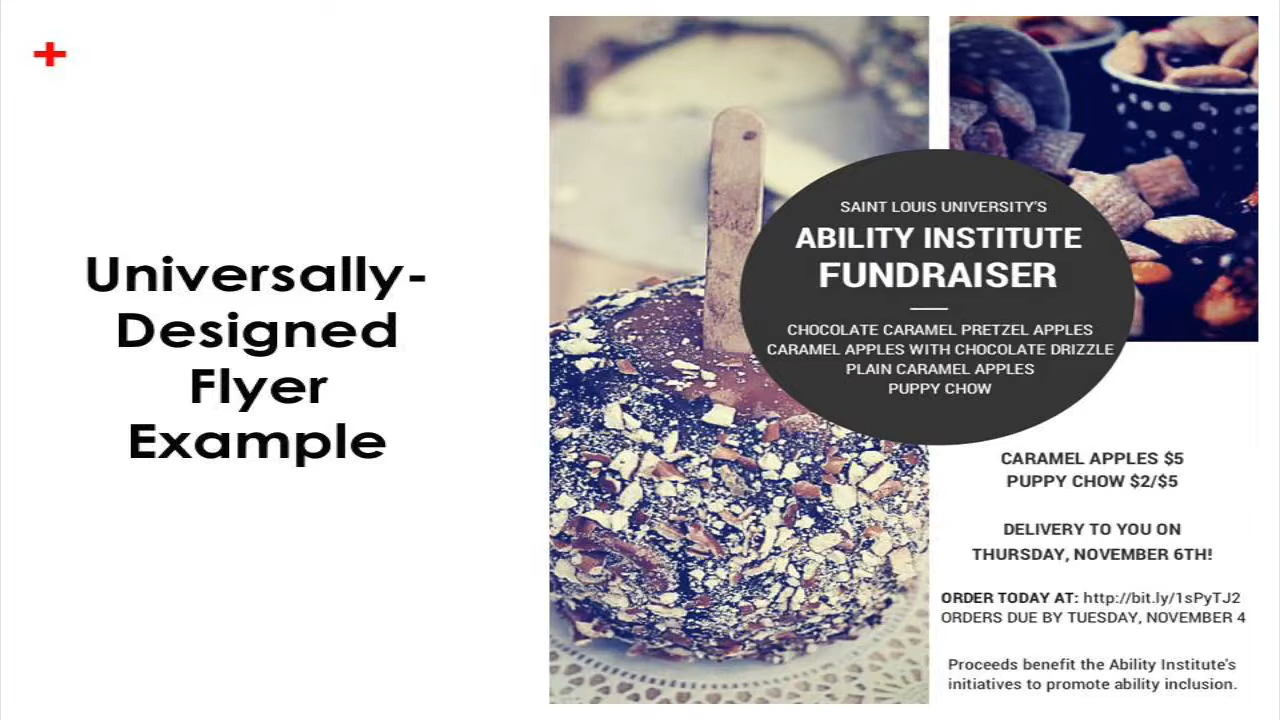 Universally-
Designed
Flyer
Example
SAINT LOUIS UNIVERSITY'S
ABILITY INSTITUTE
FUNDRAISER
CHOCOLATE CARAMEL PRETZEL APPLES
CARAMEL APPLES WITH CHOCOLATE DRIZZLE
PLAIN CARAMEL APPLES
PUPPY CHOW
CARAMEL APPLES $5
PUPPY CHOW $2/$5
DELIVERY TO YOU ON
THURSDAY, NOVEMBER 6TH!
ORDER TODAY AT: http://bit.ly/1sPyTJ2
ORDERS DUE BY TUESDAY, NOVEMBER 4
Proceeds benefit the Ability Institute's
initiatives to promote ability inclusion.